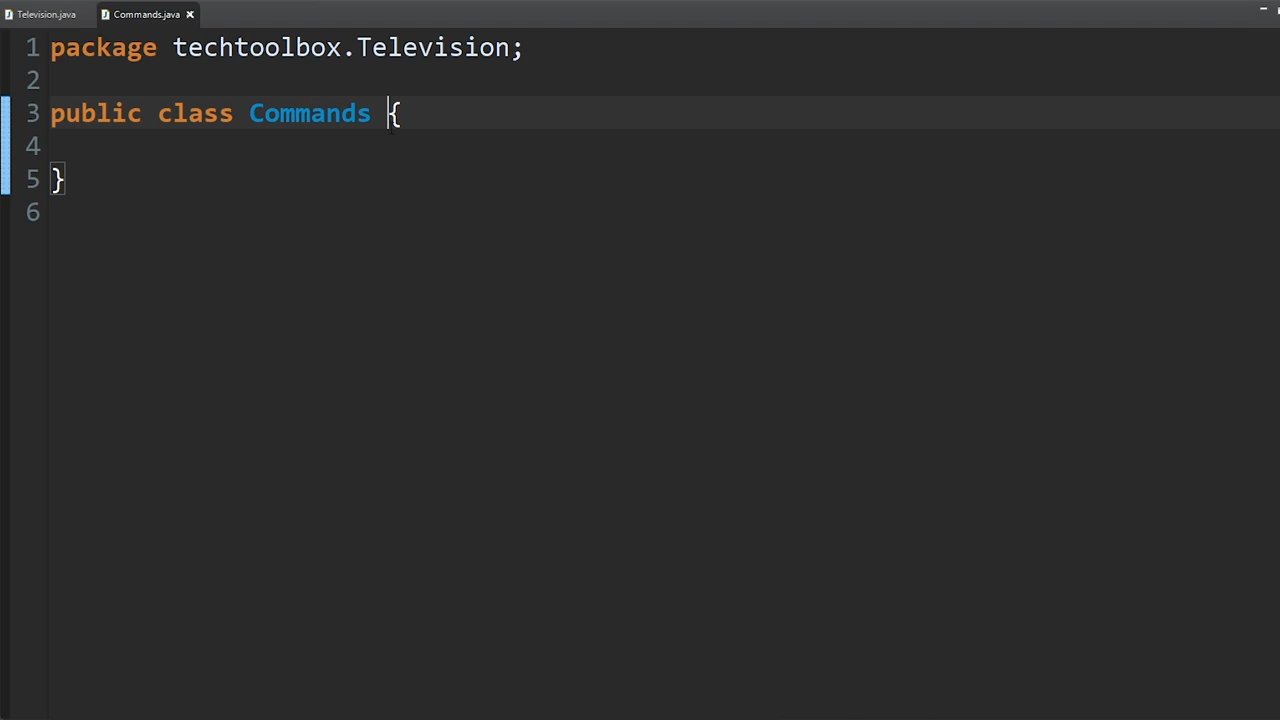 Television.java Commands.java
1 package techtoolbox.Television;
2
3 public class Commands {
4
5 }
6